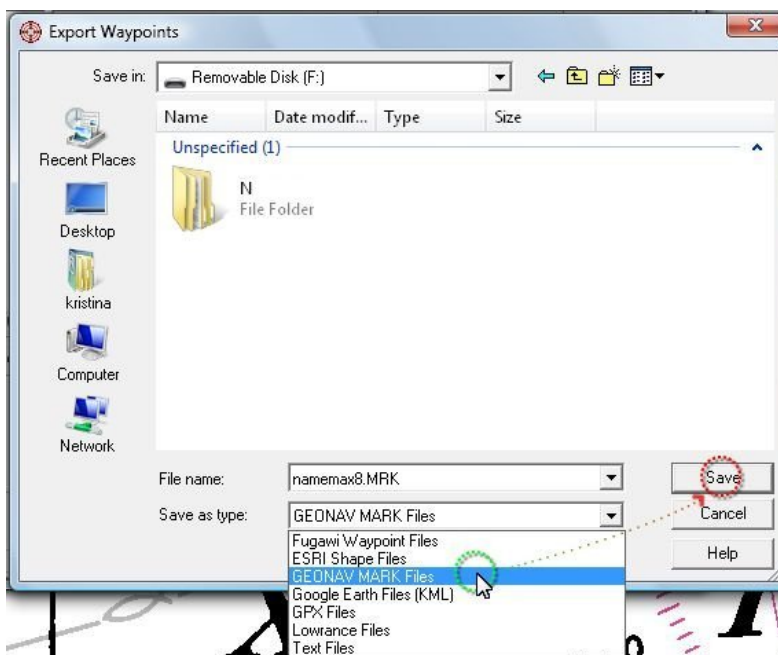 Export Waypoints
Save in: Removable Disk (F:)
Name Date modif... Type Size
Unspecified (1)
N
File Folder
Recent Places
Desktop
kristina
Computer
Network
File name: namemax8.MRK Save
Save as type: GEONAV MARK Files Cancel
Fugawi Waypoint Files
ESRI Shape Files
GEONAV MARK Files
Google Earth Files (KML)
GPX Files
Lowrance Files
Text Files
Help